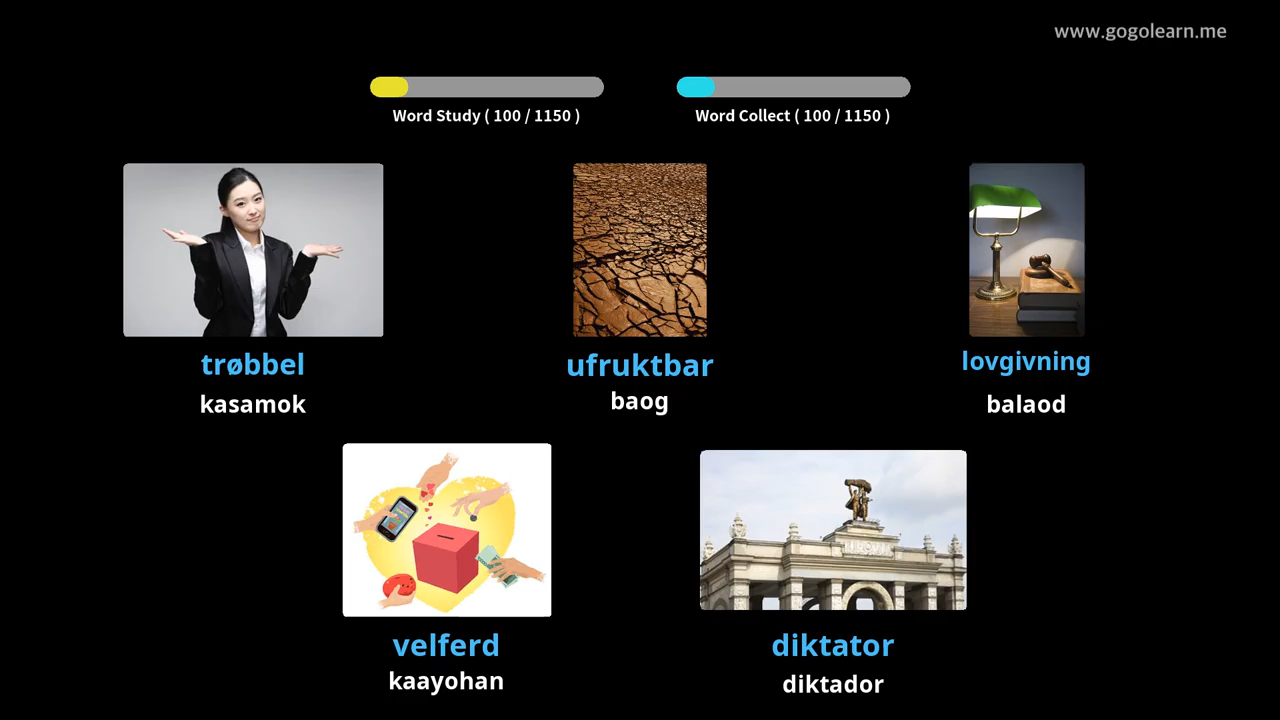 www.gogolearn.me
Word Study ( 100 / 1150 )
Word Collect ( 100 / 1150 )
trøbbel
kasamok
ufruktbar
baog
lovgivning
balaod
velferd
kaayohan
diktator
diktador